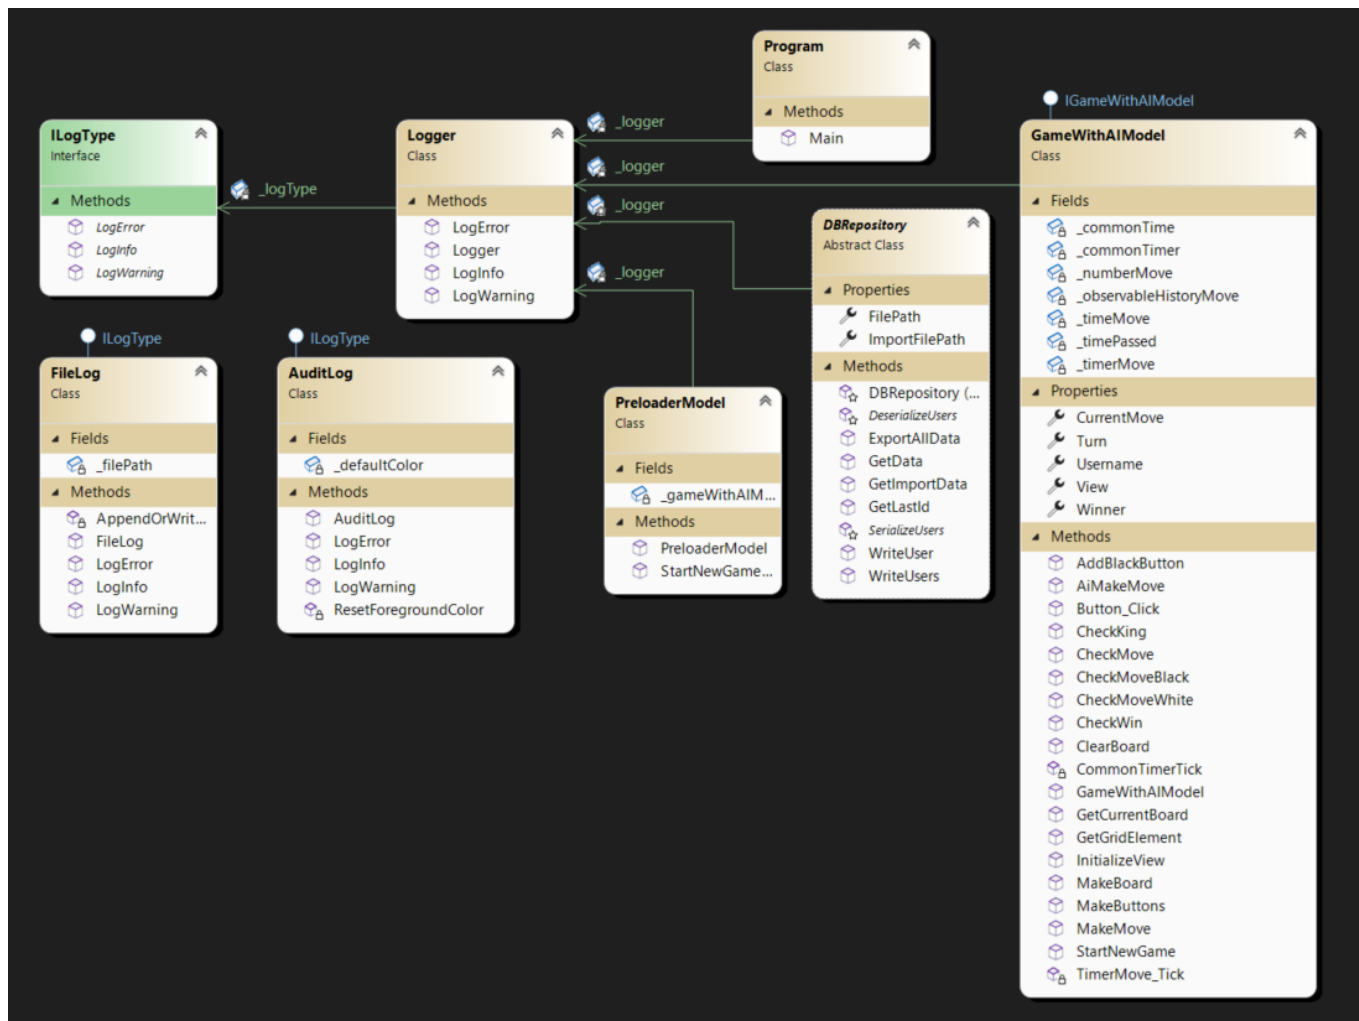 Program
Class
Methods
Main
_logger
_logger
_logger
_logger
_logType
ILogType
Interface
Methods
LogError
LogInfo
LogWarning
Logger
Class
Methods
LogError
Logger
LogInfo
LogWarning
ILogType
FileLog
Class
Fields
_filePath
Methods
AppendOrWrit...
FileLog
LogError
LogInfo
LogWarning
ILogType
AuditLog
Class
Fields
_defaultColor
Methods
AuditLog
LogError
LogInfo
LogWarning
ResetForegroundColor
PreloaderModel
Class
Fields
_gameWithAIM...
Methods
PreloaderModel
StartNewGame...
DBRepository
Abstract Class
Properties
FilePath
ImportFilePath
Methods
DBRepository (...
DeserializeUsers
ExportAllData
GetData
GetImportData
GetLastId
SerializeUsers
WriteUser
WriteUsers
IGameWithAIModel
GameWithAIModel
Class
Fields
_commonTime
_commonTimer
_numberMove
_observableHistoryMove
_timeMove
_timePassed
_timerMove
Properties
CurrentMove
Turn
Username
View
Winner
Methods
AddBlackButton
AiMakeMove
Button_Click
CheckKing
CheckMove
CheckMoveBlack
CheckMoveWhite
CheckWin
ClearBoard
CommonTimerTick
GameWithAIModel
GetCurrentBoard
GetGridElement
InitializeView
MakeBoard
MakeButtons
MakeMove
StartNewGame
TimerMove_Tick